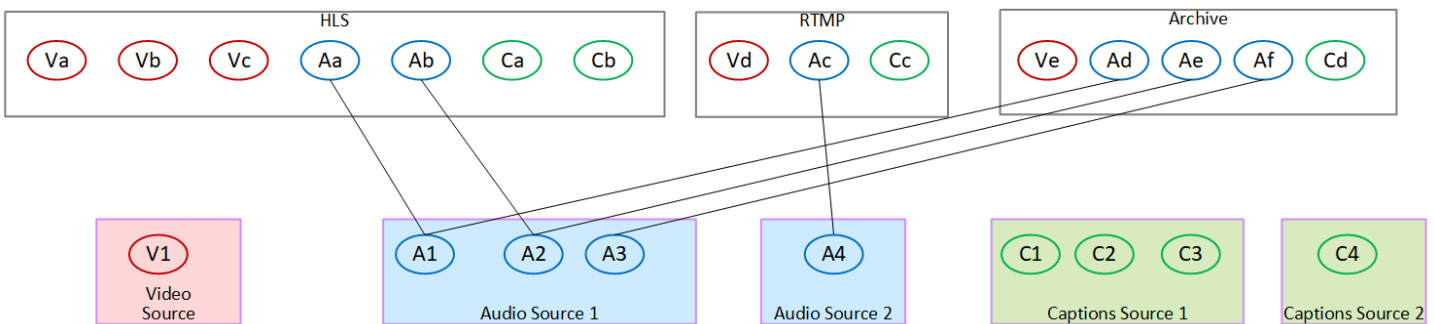 HLS
Va Vb Vc Aa Ab Ca Cb
RTMP
Vd Ac Cc
Archive
Ve Ad Ae Af Cd
V1
Video
Source
A1 A2 A3
Audio Source 1
A4
Audio Source 2
C1 C2 C3
Captions Source 1
C4
Captions Source 2